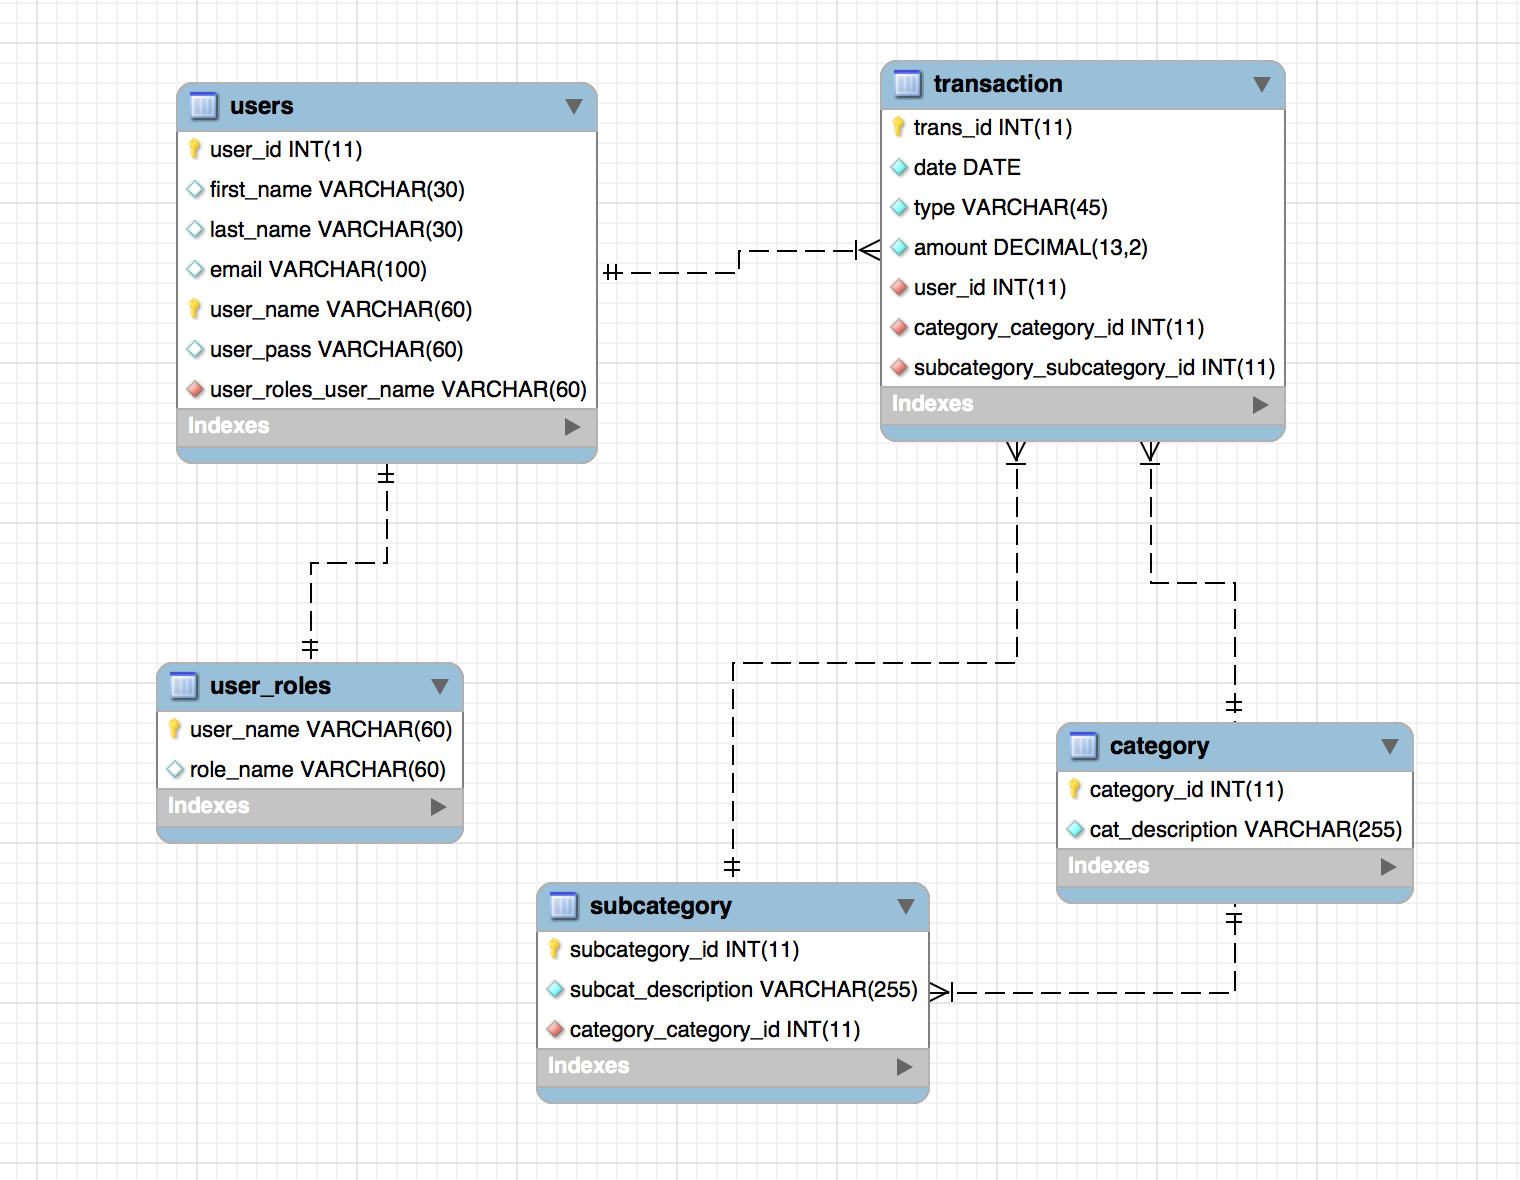 users
user_id INT(11)
first_name VARCHAR(30)
last_name VARCHAR(30)
email VARCHAR(100)
user_name VARCHAR(60)
user_pass VARCHAR(60)
user_roles_user_name VARCHAR(60)
Indexes
transaction
trans_id INT(11)
date DATE
type VARCHAR(45)
amount DECIMAL(13,2)
user_id INT(11)
category_category_id INT(11)
subcategory_subcategory_id INT(11)
Indexes
user_roles
user_name VARCHAR(60)
role_name VARCHAR(60)
Indexes
category
category_id INT(11)
cat_description VARCHAR(255)
Indexes
subcategory
subcategory_id INT(11)
subcat_description VARCHAR(255)
category_category_id INT(11)
Indexes